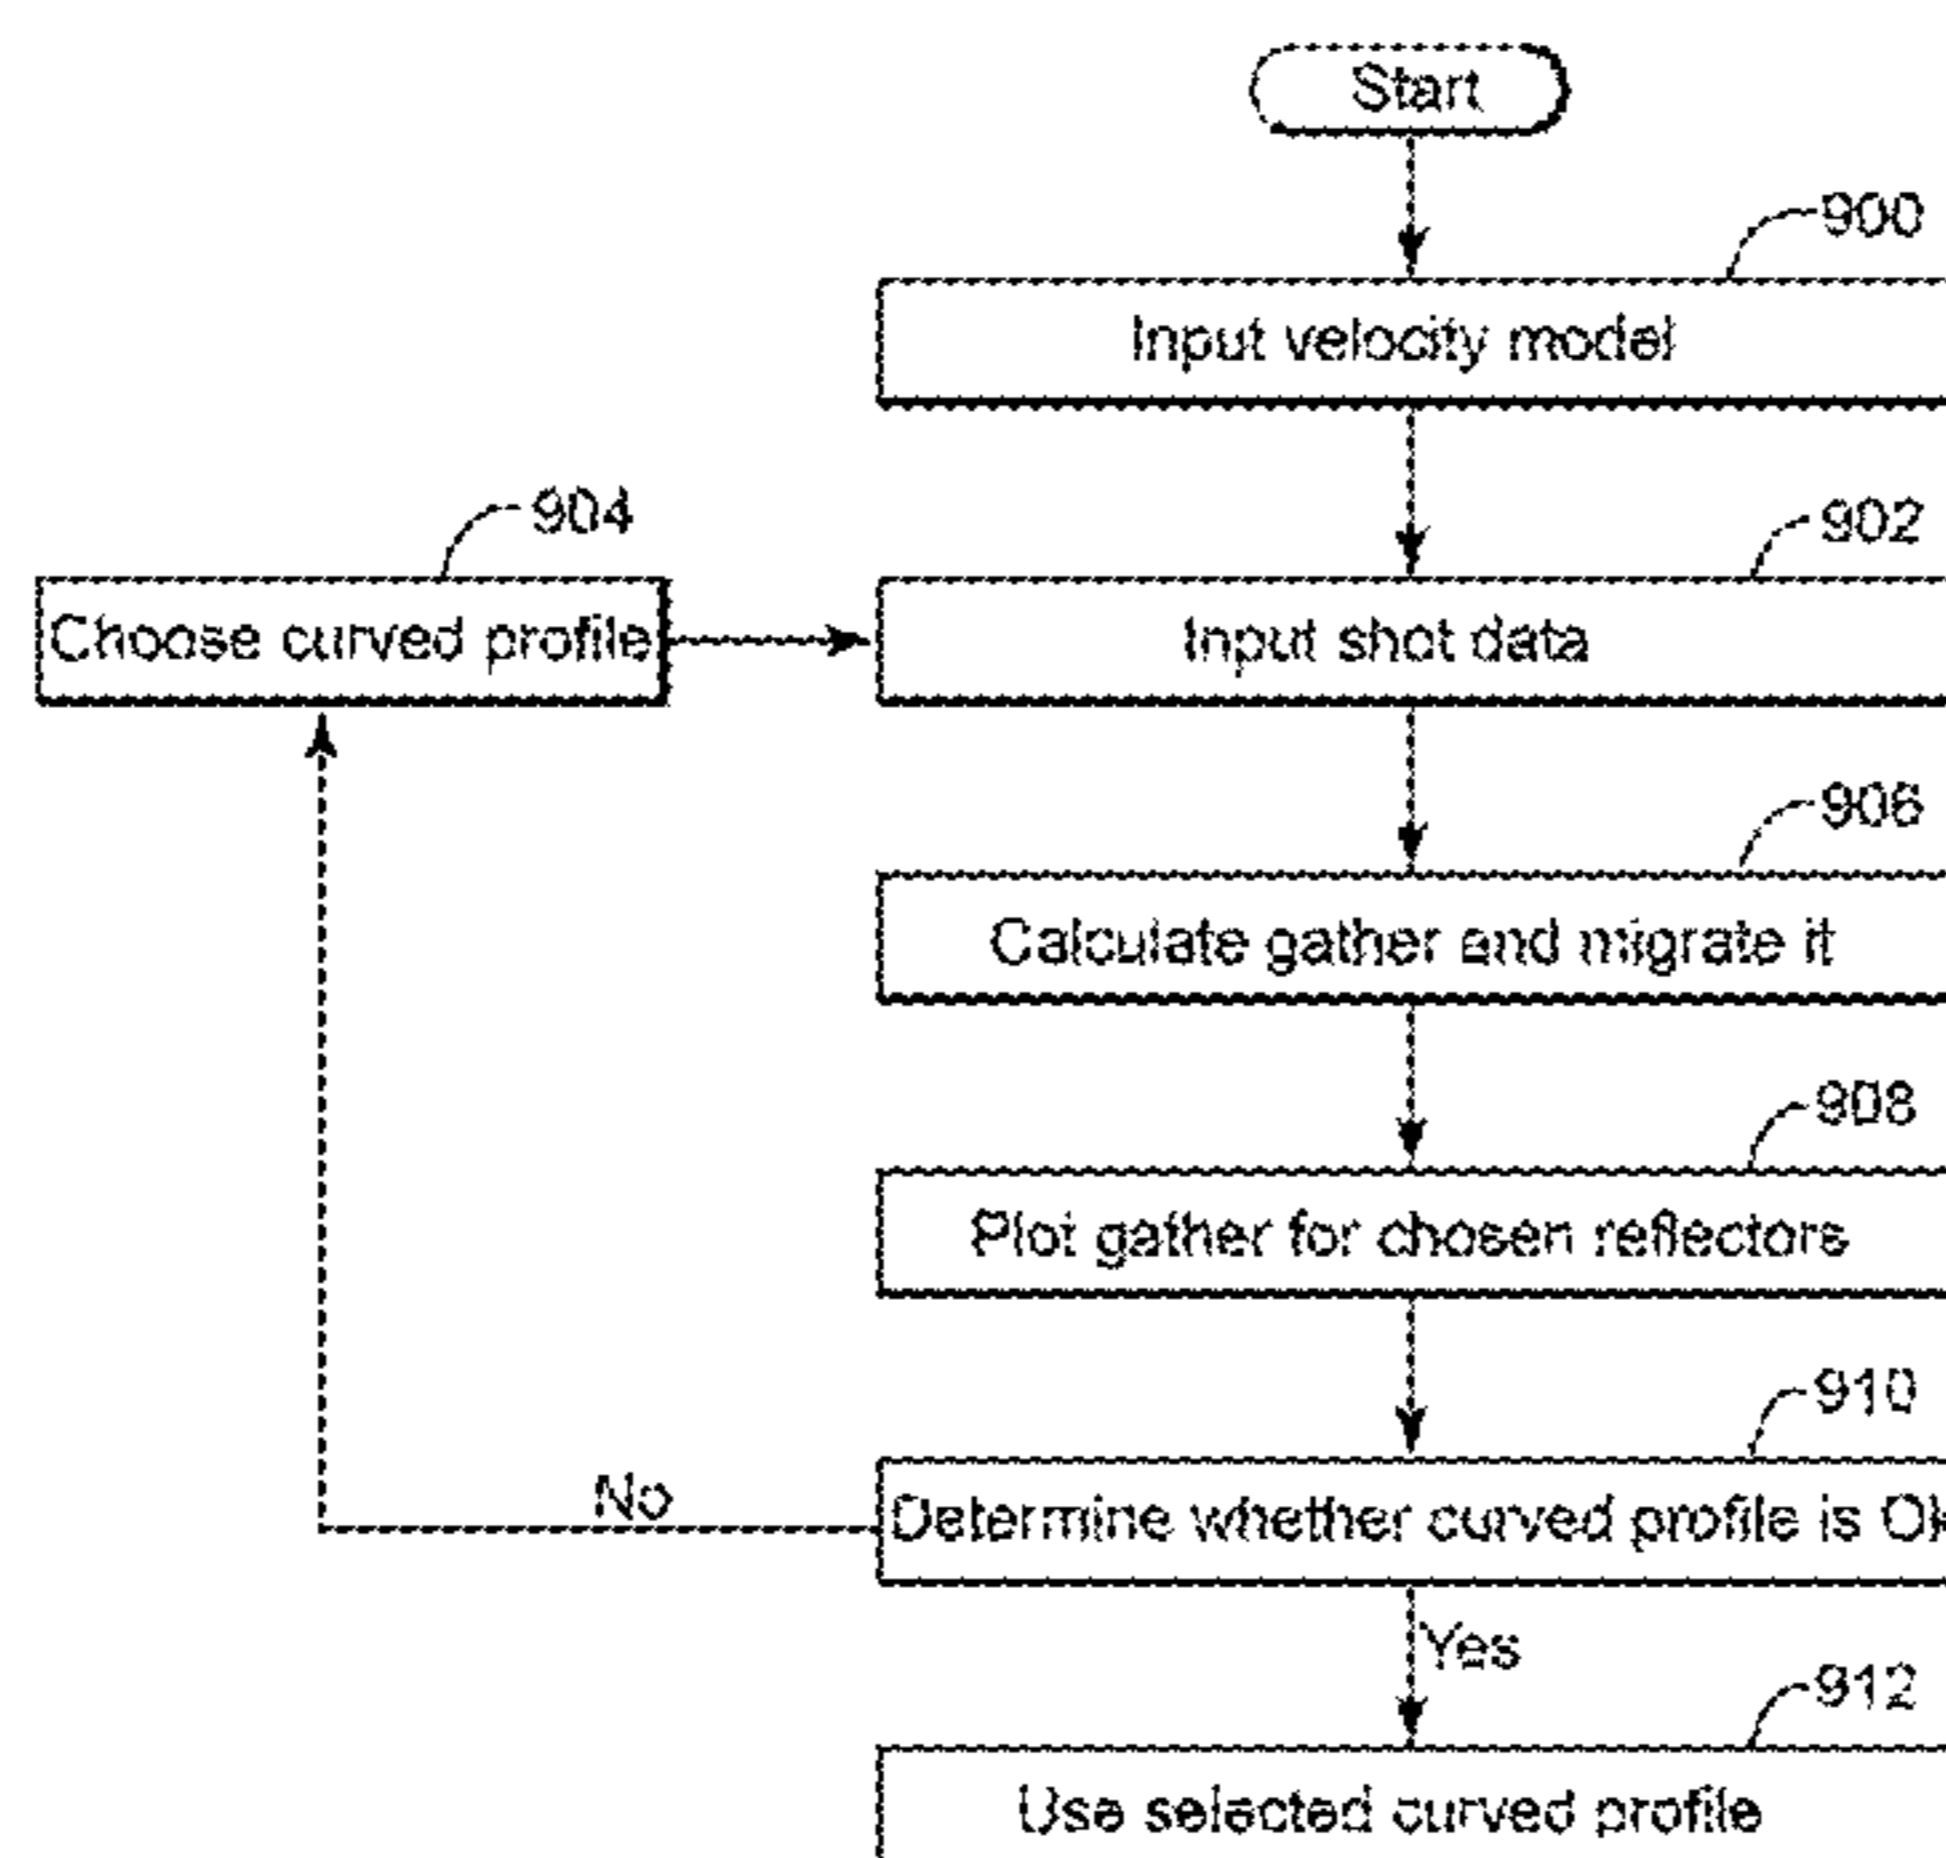 Start
900
Input velocity model
904
902
Choose curved profile
Input shot data
906
Calculate gather and migrate it
908
Plot gather for chosen reflectors
910
No
Determine whether curved profile is Ok
Yes
912
Use selected curved profile